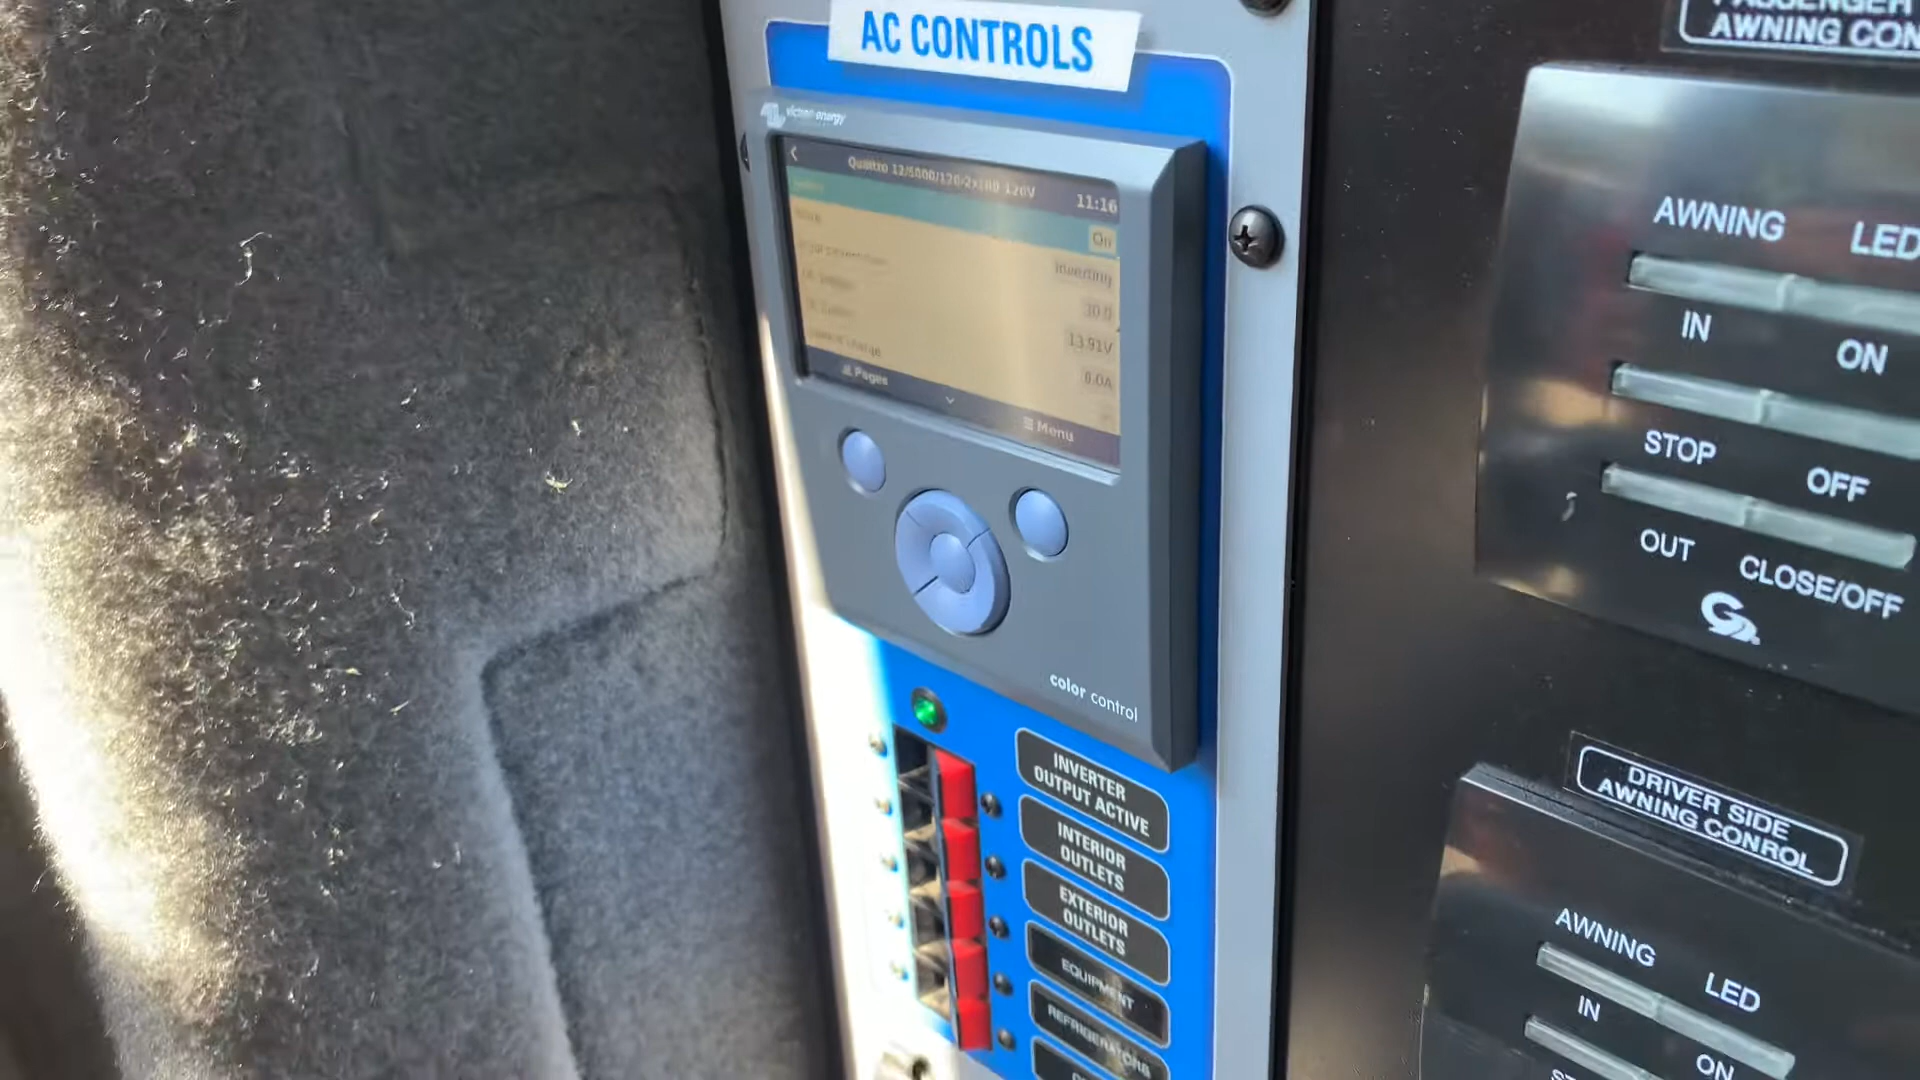 AC CONTROLS
victron energy
Quattro 12/5000/120-2x100 120V
11:16
On
Inverting
30.0
13.91V
Pages
Menu
color control
INVERTER
OUTPUT ACTIVE
INTERIOR
OUTLETS
EXTERIOR
OUTLETS
EQUIPMENT
REFRIGERATORS
PASSENGER
AWNING CON
AWNING LED
IN ON
STOP OFF
OUT CLOSE/OFF
DRIVER SIDE
AWNING CONROL
AWNING LED
IN ON